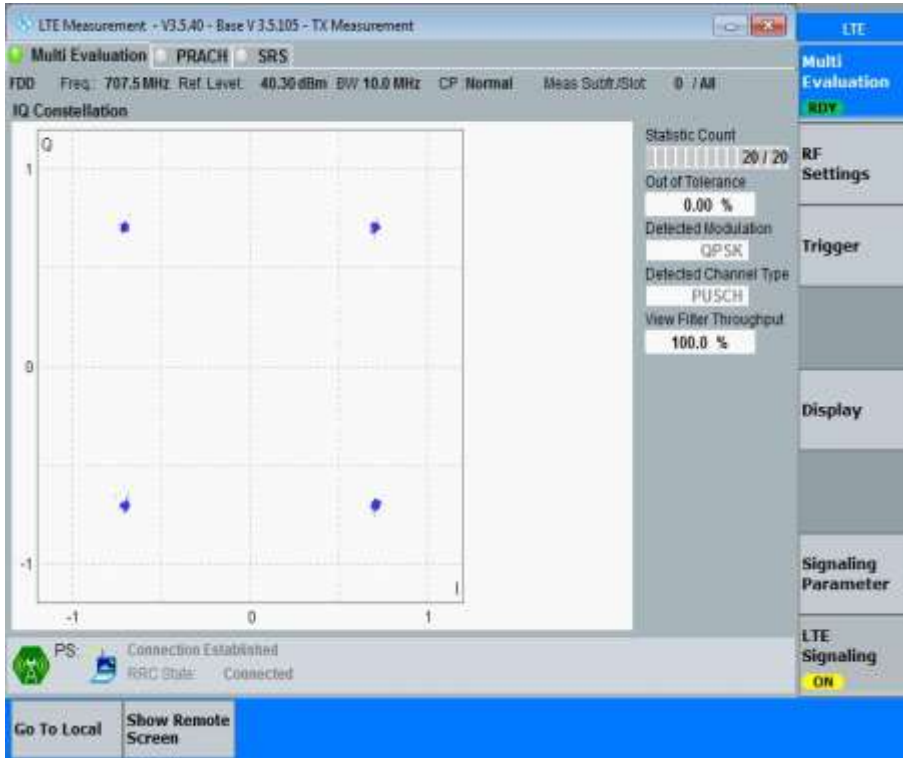 LTE Measurement - V3.5.40 - Base V 3.5.105 - TX Measurement
LTE
Multi Evaluation PRACH SRS
FDD Freq.: 707.5 MHz Ref. Level: 40.30 dBm BW: 10.0 MHz CP: Normal Meas Subfr./Slot: 0 / All
IQ Constellation
Q
1
0
-1
I
-1 0 1
Statistic Count
20 / 20
Out of Tolerance
0.00 %
Detected Modulation
QPSK
Detected Channel Type
PUSCH
View Filter Throughput
100.0 %
PS:
Connection Established
RRC State: Connected
Multi
Evaluation
RDY
RF
Settings
Trigger
Display
Signaling
Parameter
LTE
Signaling
ON
Go To Local
Show Remote
Screen